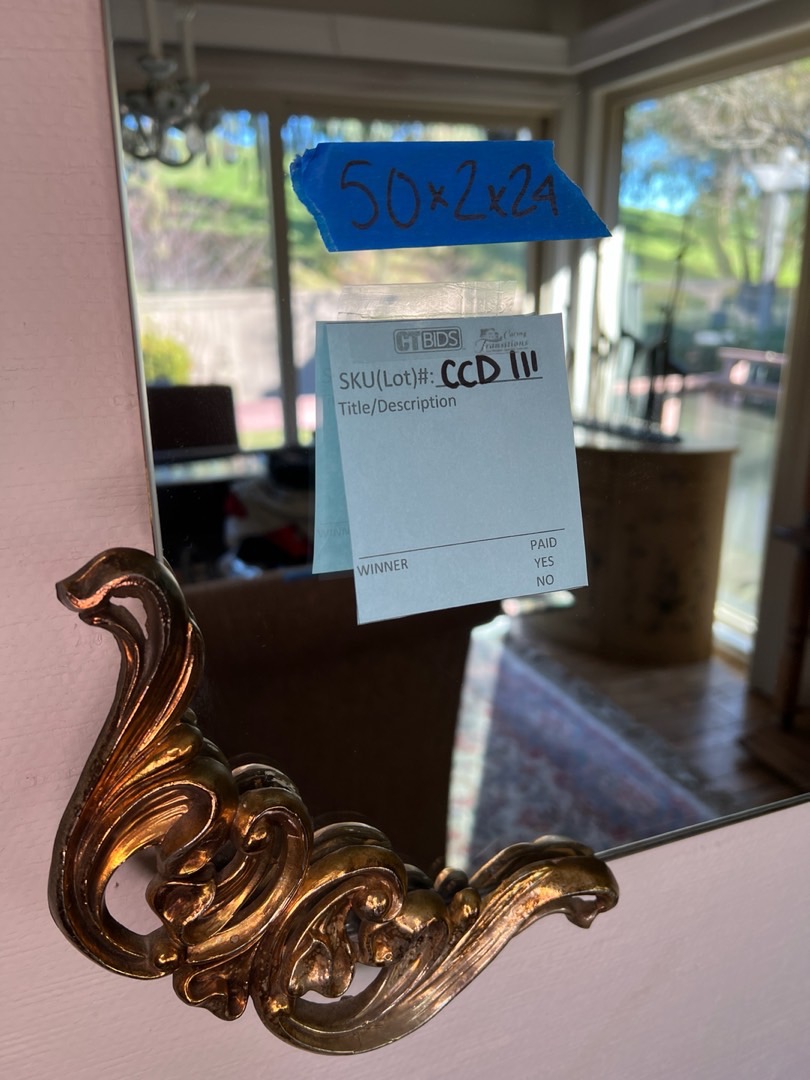 50x2x24
CTBIDS Caring Transitions
SKU(Lot)#: CCD 111
Title/Description
PAID
WINNER YES
NO